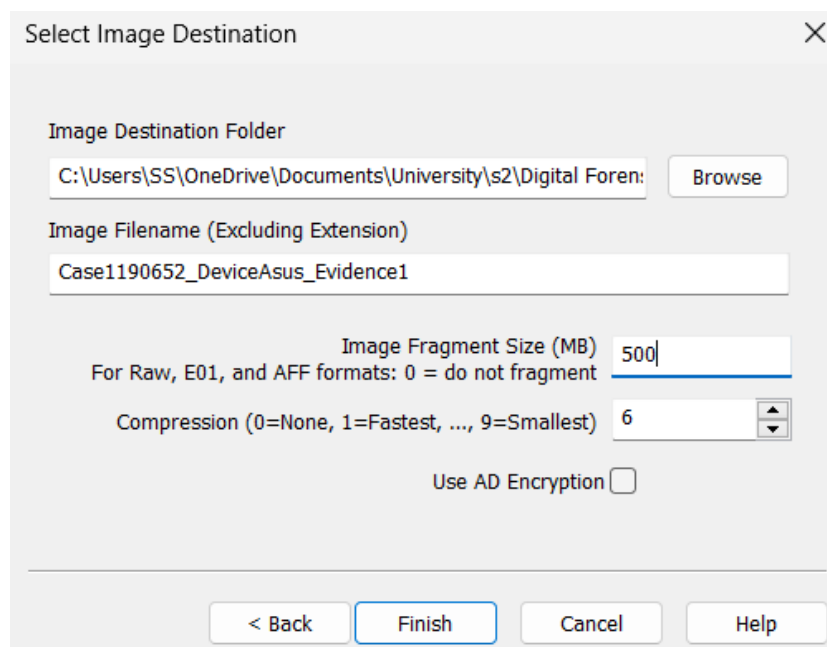 Select Image Destination
Image Destination Folder
C:\Users\SS\OneDrive\Documents\University\s2\Digital Foren
Browse
Image Filename (Excluding Extension)
Case1190652_DeviceAsus_Evidence1
Image Fragment Size (MB) 500
For Raw, E01, and AFF formats: 0 = do not fragment
Compression (0=None, 1=Fastest, ..., 9=Smallest) 6
Use AD Encryption
< Back Finish Cancel Help